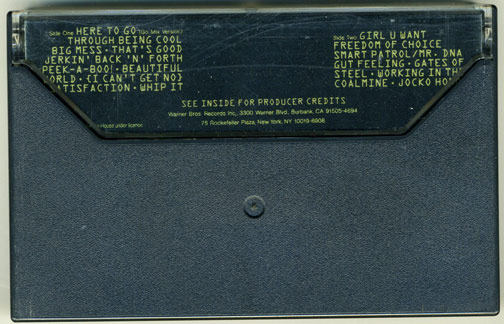 Side One HERE TO GO (Go Mix Version)
THROUGH BEING COOL
BIG MESS · THAT'S GOOD
JERKIN' BACK 'N' FORTH
PEEK-A-BOO! · BEAUTIFUL
WORLD · (I CAN'T GET NO)
SATISFACTION · WHIP IT
Side Two GIRL U WANT
FREEDOM OF CHOICE
SMART PATROL/MR. DNA
GUT FEELING · GATES OF
STEEL · WORKING IN THE
COALMINE · JOCKO
SEE INSIDE FOR PRODUCER CREDITS
Warner Bros. Records Inc., 3300 Warner Blvd., Burbank, CA 91505-4694
75 Rockefeller Plaza, New York, NY 10019-6908.
under license.